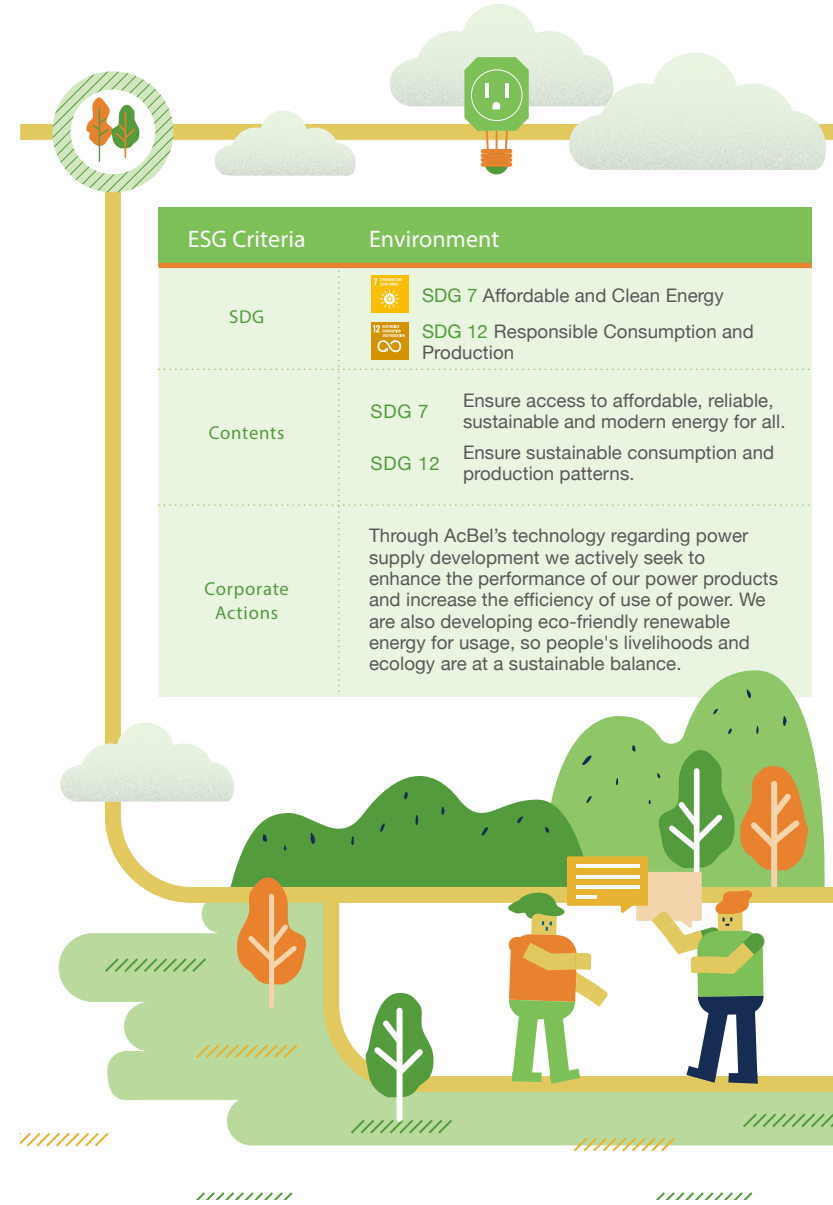 ESG Criteria Environment
SDG
7
SDG 7 Affordable and Clean Energy
12
SDG 12 Responsible Consumption and
Production
Contents
SDG 7 Ensure access to affordable, reliable,
sustainable and modern energy for all.
SDG 12 Ensure sustainable consumption and
production patterns.
Corporate
Actions
Through AcBel’s technology regarding power
supply development we actively seek to
enhance the performance of our power products
and increase the efficiency of use of power. We
are also developing eco-friendly renewable
energy for usage, so people's livelihoods and
ecology are at a sustainable balance.